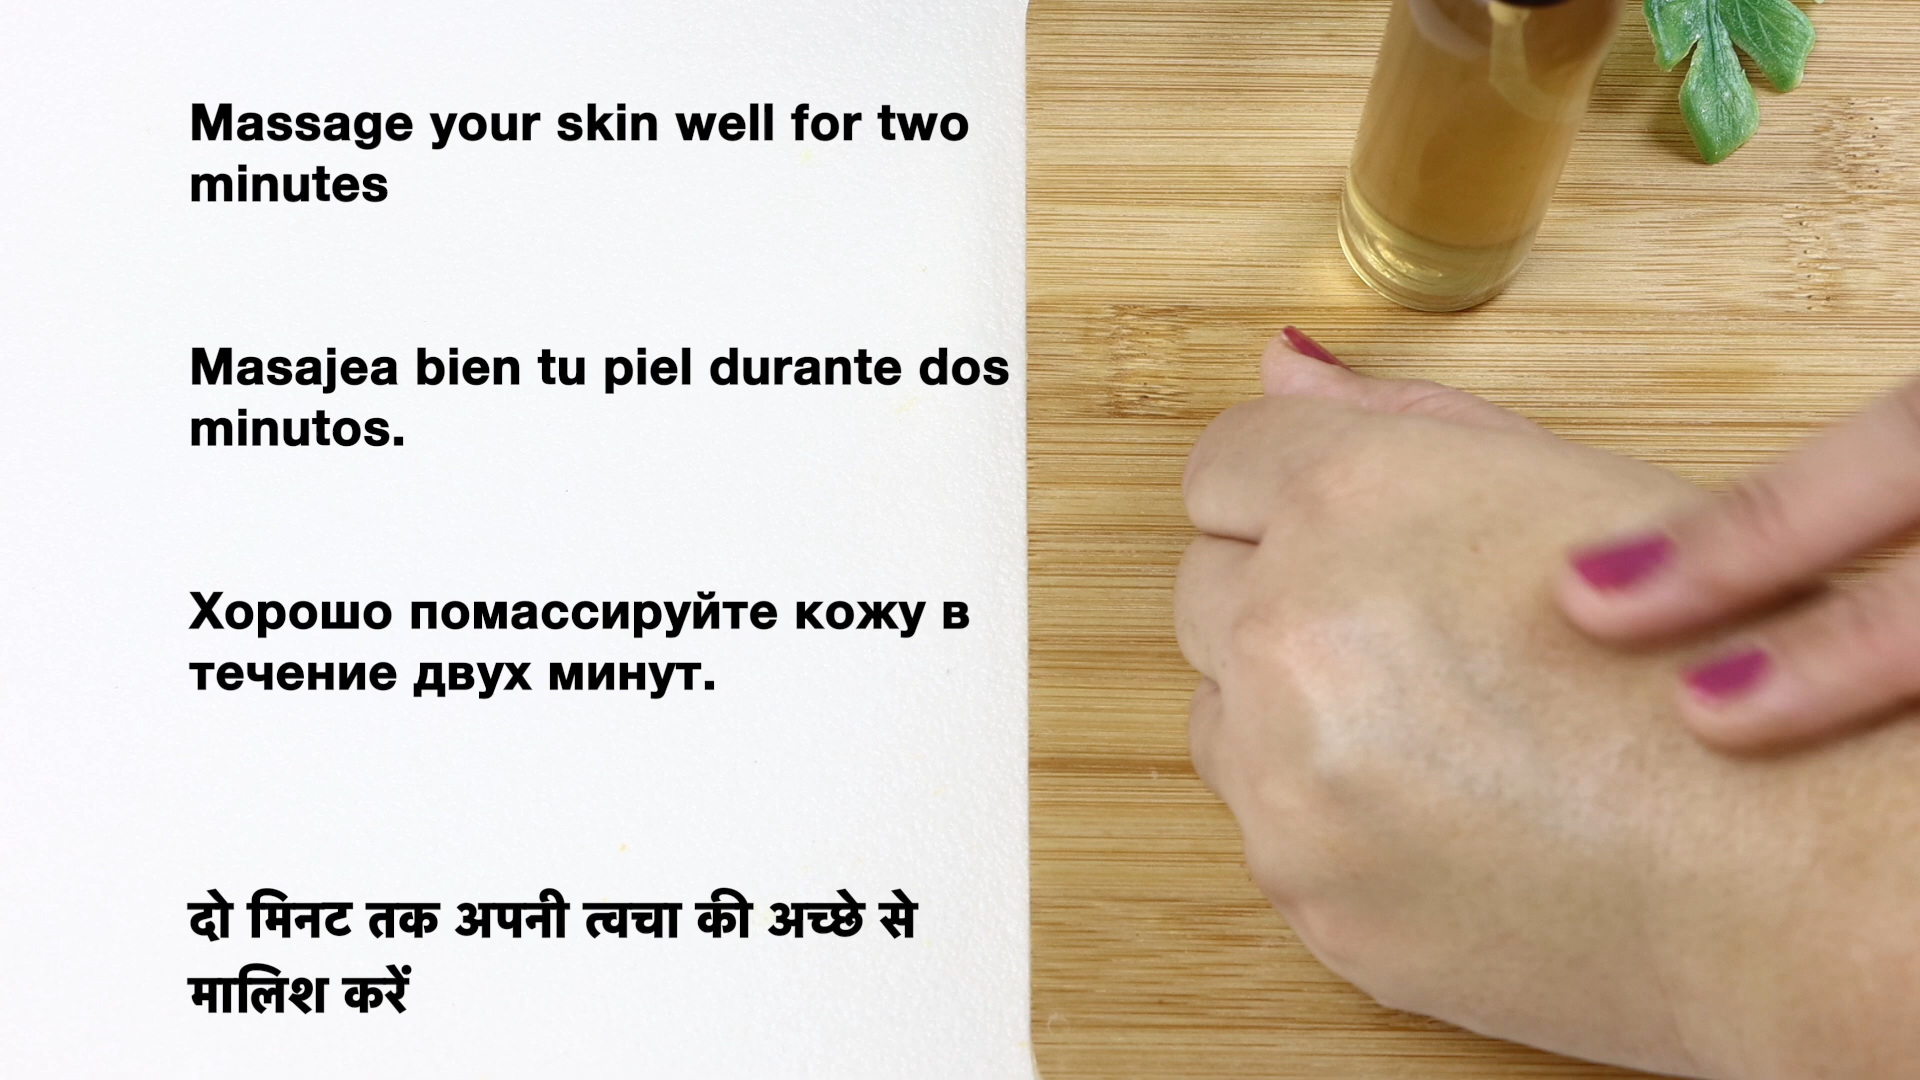 Massage your skin well for two
minutes
Masajea bien tu piel durante dos
minutos.
Хорошо помассируйте кожу в
течение двух минут.
दो मिनट तक अपनी त्वचा की अच्छे से
मालिश करें